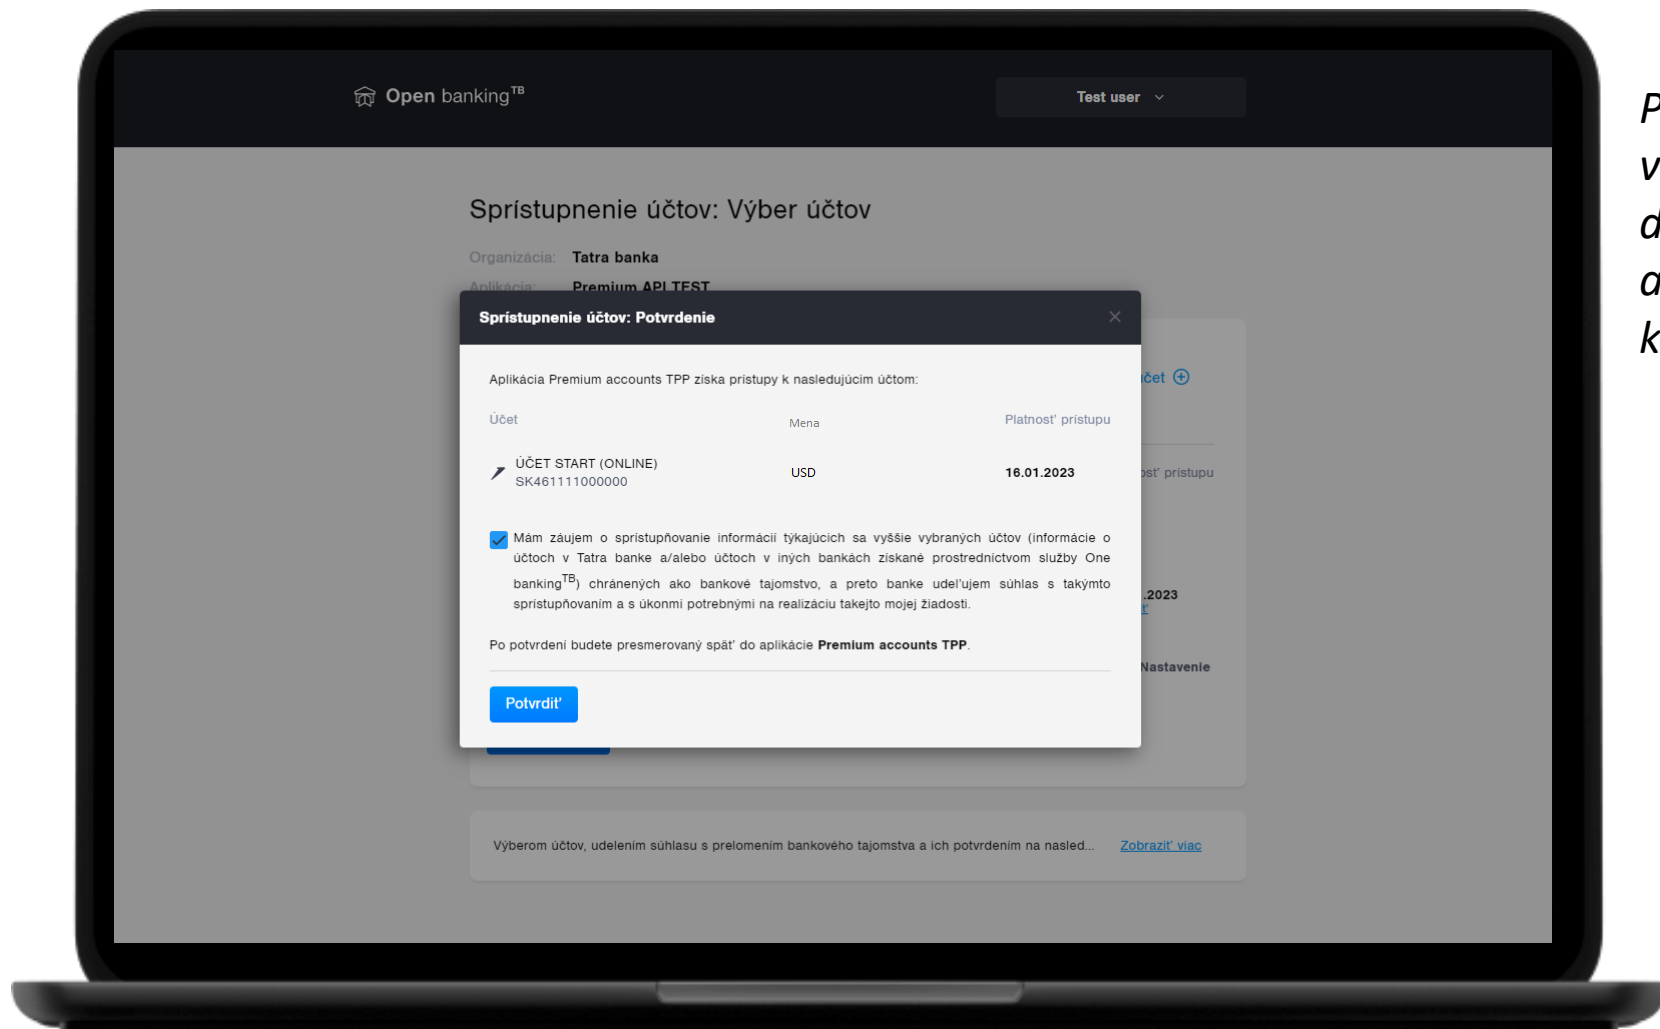 Open banking TB
Test user
Sprístupnenie účtov: Výber účtov
Organizácia: Tatra banka
Aplikácia: Premium API TEST
Sprístupnenie účtov: Potvrdenie
Aplikácia Premium accounts TPP získa prístupy k nasledujúcim účtom:
Účet Mena Platnosť prístupu
ÚČET START (ONLINE)
SK461111000000
USD
16.01.2023
Mám záujem o sprístupňovanie informácií týkajúcich sa vyššie vybraných účtov (informácie o
účtoch v Tatra banke a/alebo účtoch v iných bankách získané prostredníctvom služby One
banking TB) chránených ako bankové tajomstvo, a preto banke udeľujem súhlas s takýmto
sprístupňovaním a s úkonmi potrebnými na realizáciu takejto mojej žiadosti.
Po potvrdení budete presmerovaný späť do aplikácie Premium accounts TPP.
Potvrdiť
prístupu
.2023
Nastavenie
Výberom účtov, udelením súhlasu s prelomením bankového tajomstva a ich potvrdením na nasled...
Zobraziť viac